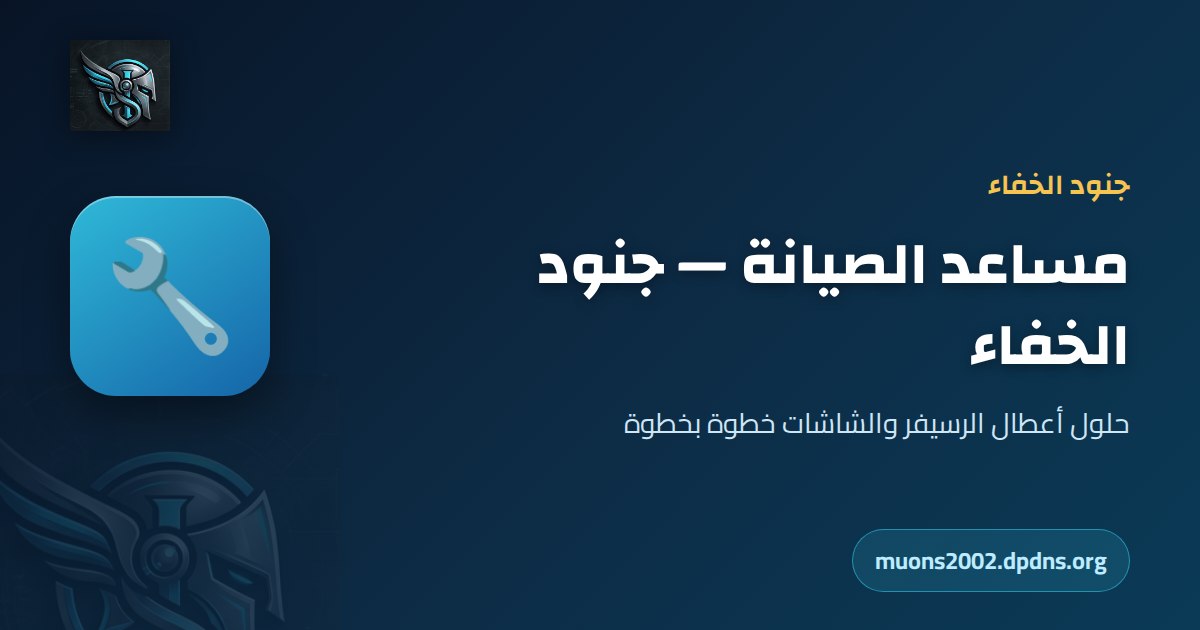 جنود الخفاء
مساعد الصيانة — جنود
الخفاء
حلول أعطال الرسيفر والشاشات خطوة بخطوة
muons2002.dpdns.org